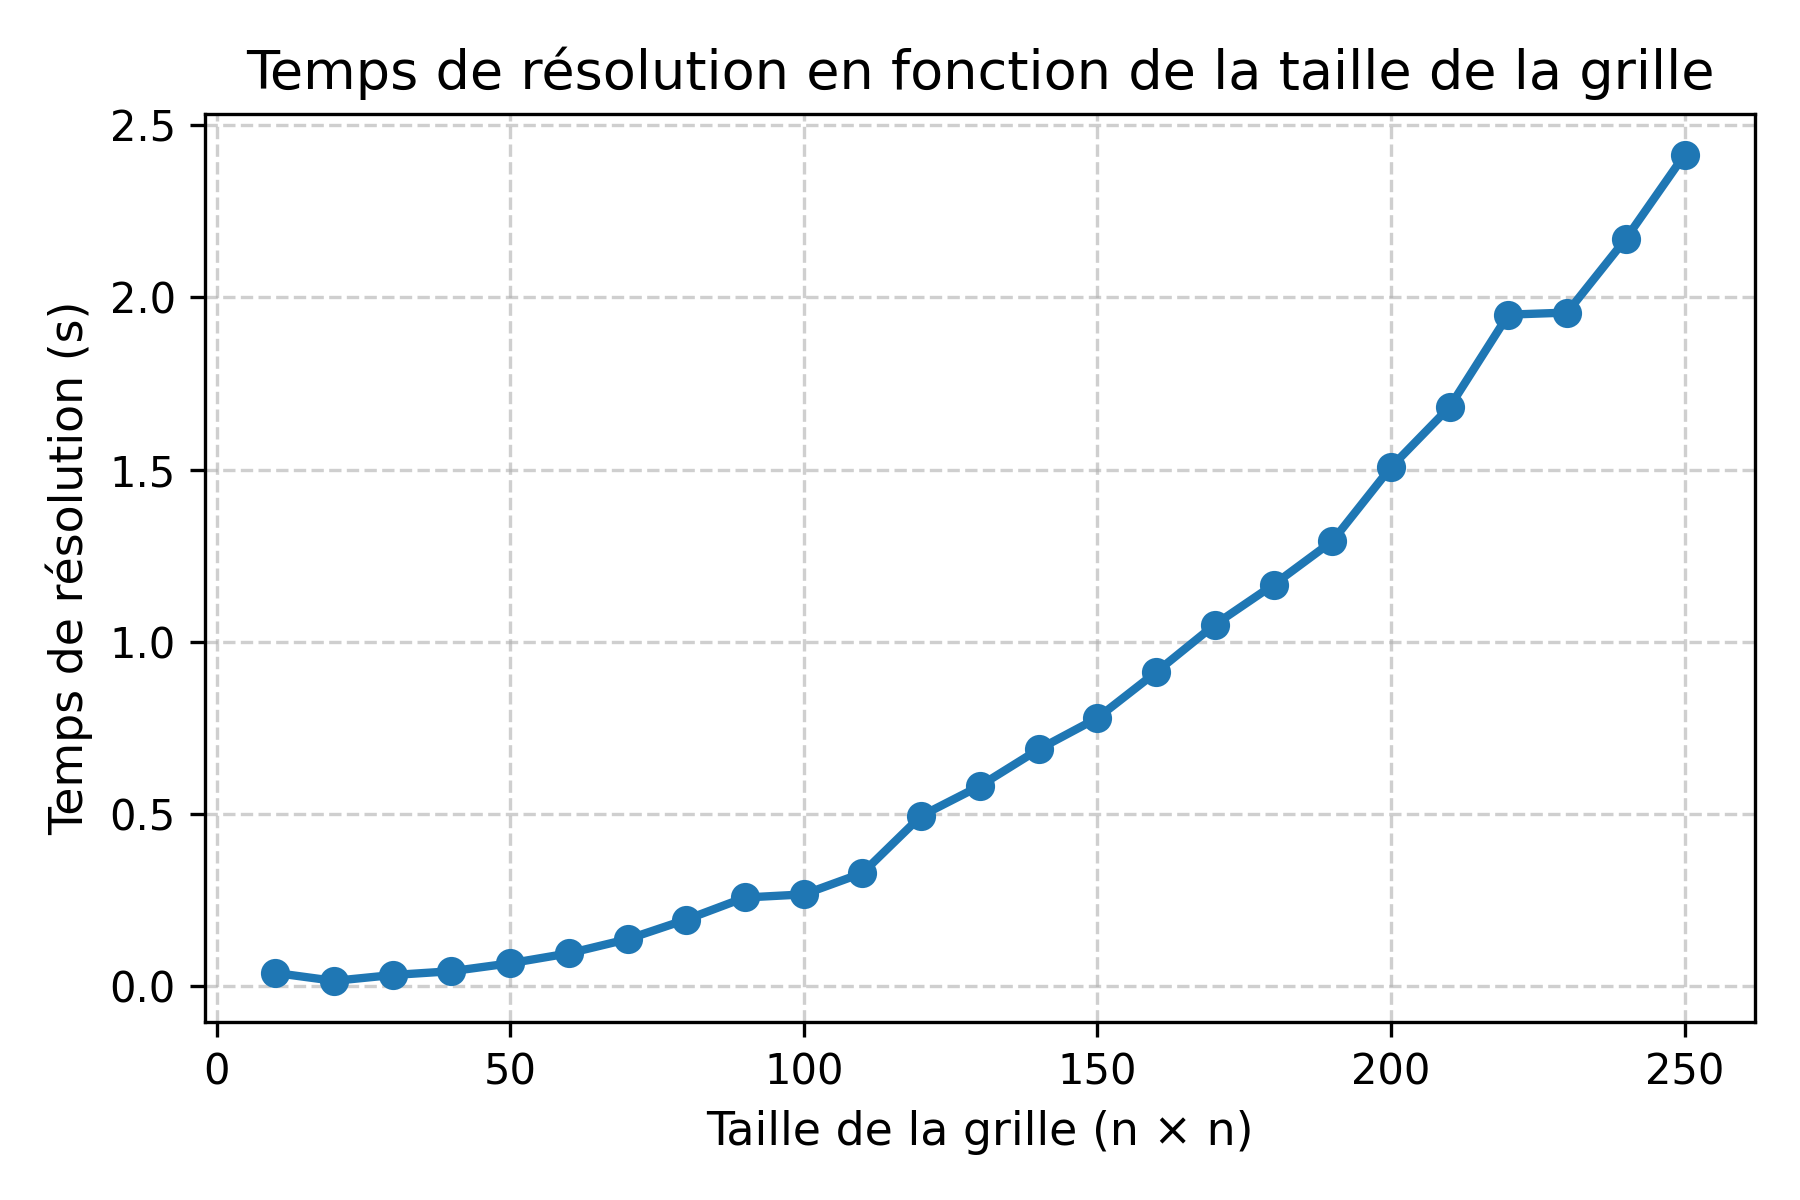 Temps de résolution en fonction de la taille de la grille
Temps de résolution (s)
2.5
2.0
1.5
1.0
0.5
0.0
0 50 100 150 200 250
Taille de la grille (n × n)